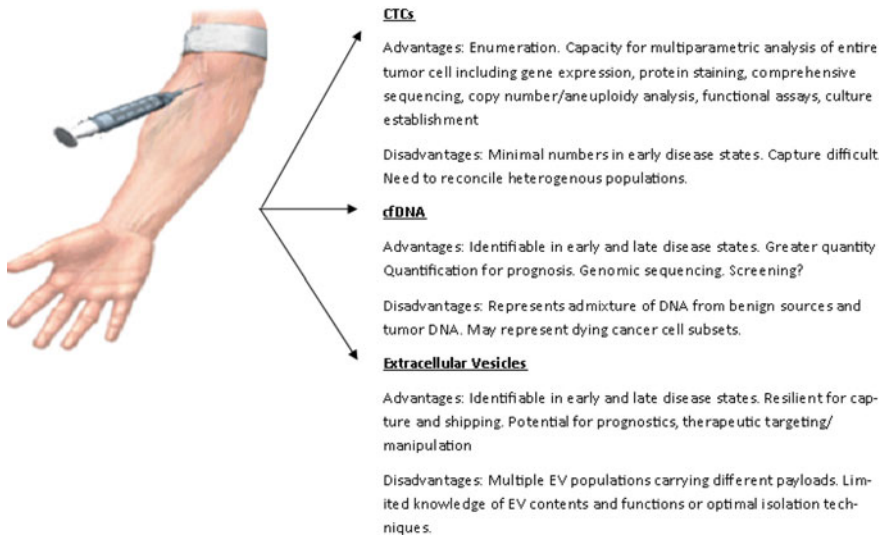 CTCs
Advantages: Enumeration. Capacity for multiparametric analysis of entire
tumor cell including gene expression, protein staining, comprehensive
sequencing, copy number/aneuploidy analysis, functional assays, culture
establishment
Disadvantages: Minimal numbers in early disease states. Capture difficult
Need to reconcile heterogenous populations.
cfDNA
Advantages: Identifiable in early and late disease states. Greater quantity
Quantification for prognosis. Genomic sequencing. Screening?
Disadvantages: Represents admixture of DNA from benign sources and
tumor DNA. May represent dying cancer cell subsets.
Extracellular Vesicles
Advantages: Identifiable in early and late disease states. Resilient for cap-
ture and shipping. Potential for prognostics, therapeutic targeting/
manipulation
Disadvantages: Multiple EV populations carrying different payloads. Lim-
ited knowledge of EV contents and functions or optimal isolation tech-
niques.